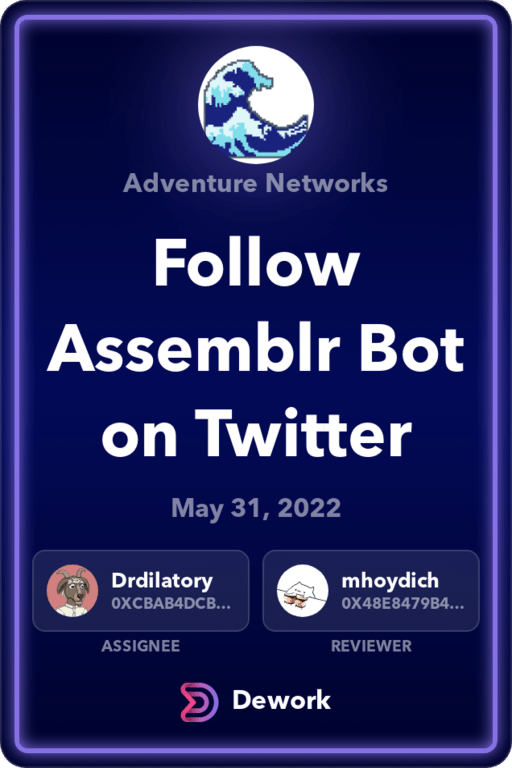 Adventure Networks
Follow
Assemblr Bot
on Twitter
May 31, 2022
Drdilatory
0XCBAB4DCB...
ASSIGNEE
mhoydich
0X48E8479B4...
REVIEWER
Dework